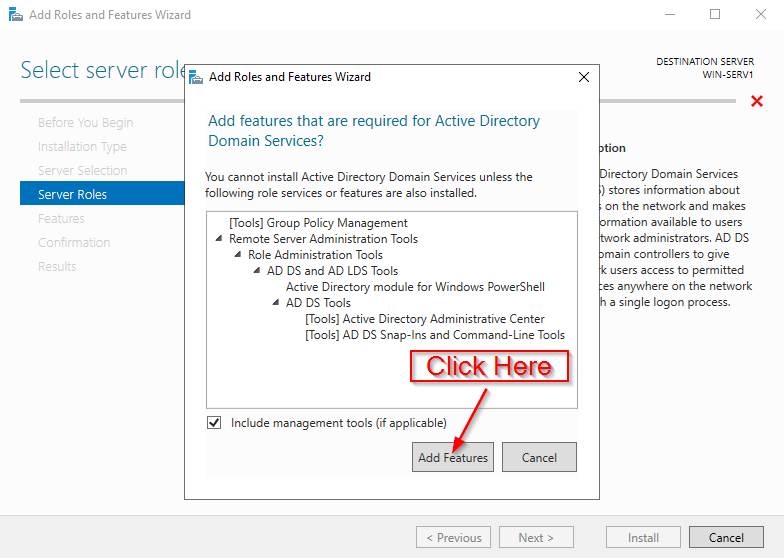 Add Roles and Features Wizard
Select server role
DESTINATION SERVER
WIN-SERV1
Before You Begin
Installation Type
Server Selection
Server Roles
Features
Confirmation
Results
Add Roles and Features Wizard
Add features that are required for Active Directory
Domain Services?
You cannot install Active Directory Domain Services unless the
following role services or features are also installed.
[Tools] Group Policy Management
Remote Server Administration Tools
Role Administration Tools
AD DS and AD LDS Tools
Active Directory module for Windows PowerShell
AD DS Tools
[Tools] Active Directory Administrative Center
[Tools] AD DS Snap-Ins and Command-Line Tools
Click Here
Include management tools (if applicable)
Add Features
Cancel
ption
Directory Domain Services
S) stores information about
s on the network and makes
formation available to users
twork administrators. AD DS
omain controllers to give
rk users access to permitted
ces anywhere on the network
h a single logon process.
< Previous
Next >
Install
Cancel